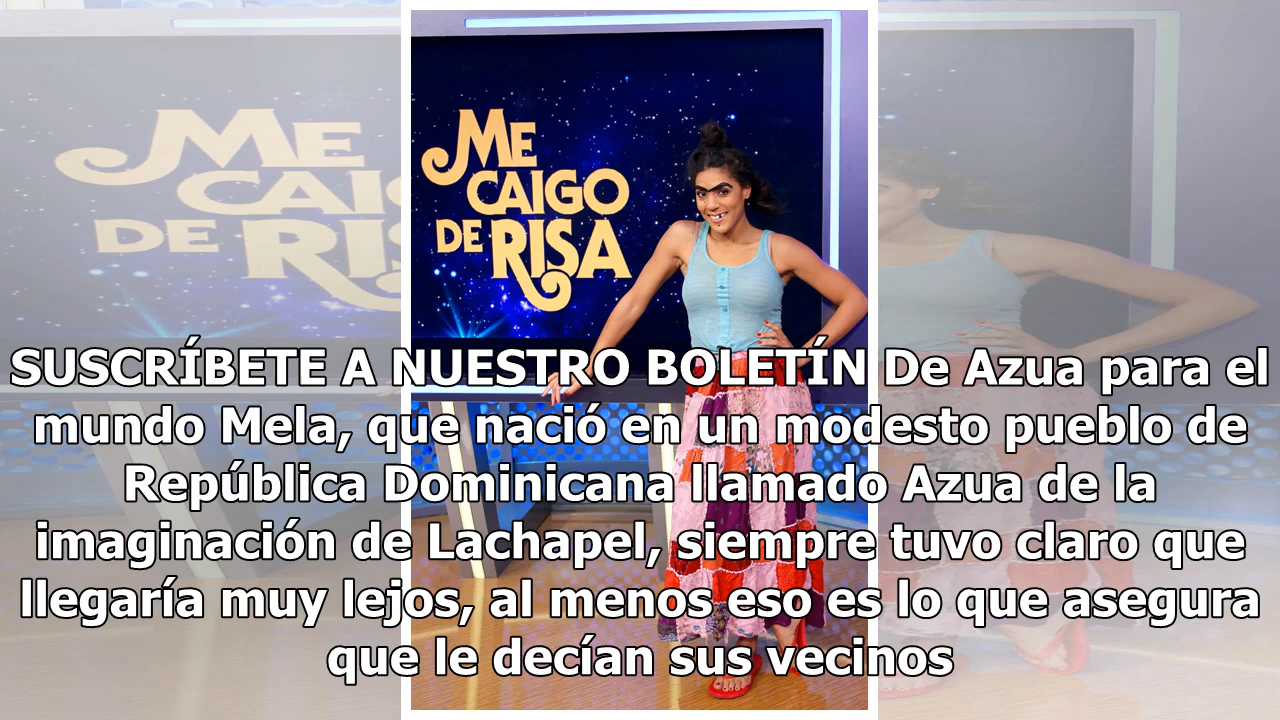 ME
CAIGO
DE RISA
ME
CAI
DE RIS
SUSCRÍBETE A NUESTRO BOLETÍN De Azua para el
mundo Mela, que nació en un modesto pueblo de
República Dominicana llamado Azua de la
imaginación de Lachapel, siempre tuvo claro que
llegaría muy lejos, al menos eso es lo que asegura
que le decían sus vecinos